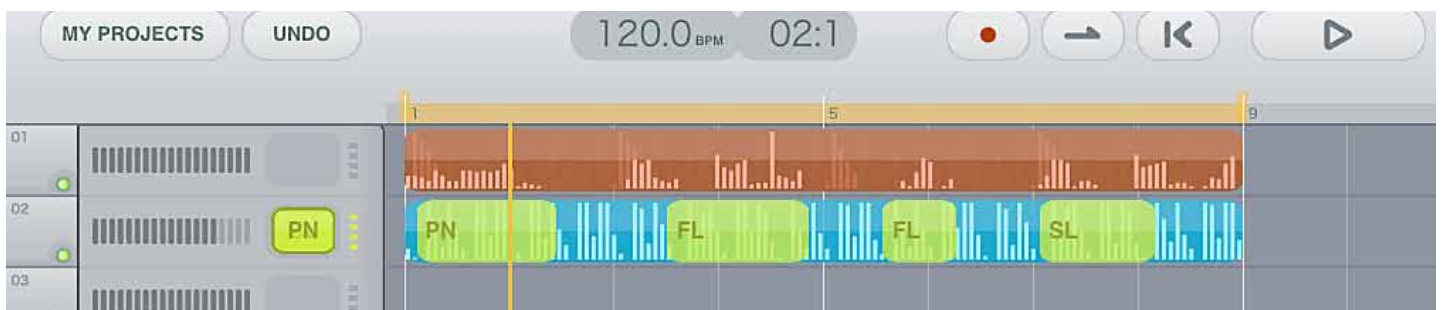 MY PROJECTS UNDO 120.0 BPM 02:1
1 5 9
01
02 PN PN FL FL SL
03